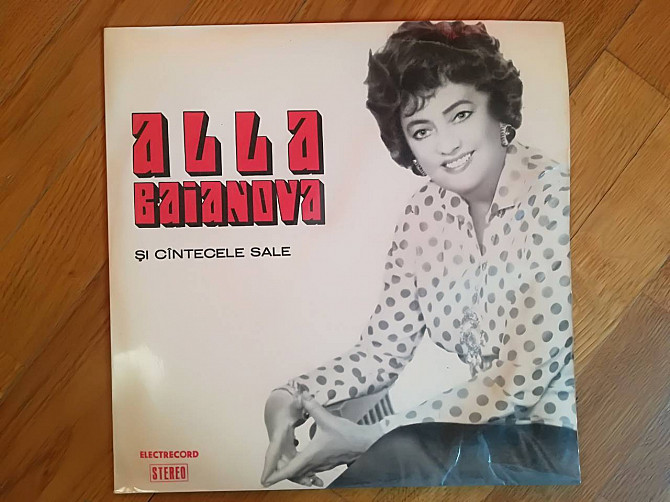 ALLA
BAIANOVA
ŞI CÎNTECELE SALE
ELECTRECORD
STEREO